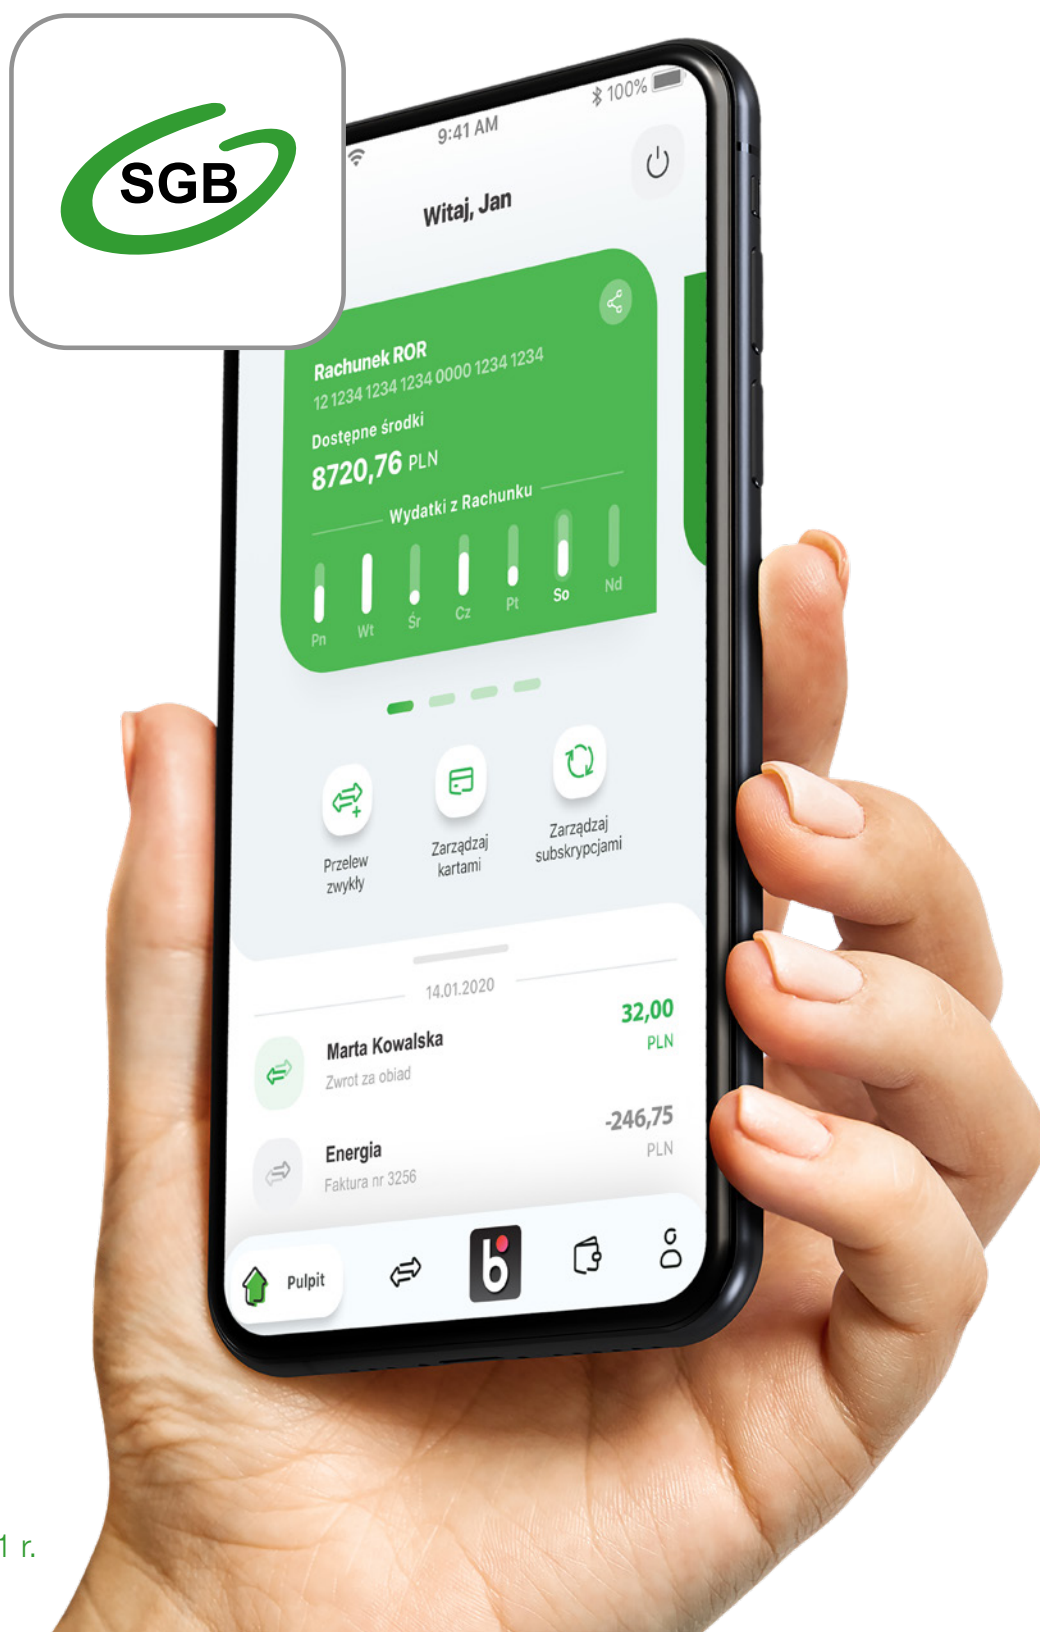 SGB
9:41 AM
100%
Witaj, Jan
Rachunek ROR
12 1234 1234 1234 0000 1234 1234
Dostępne środki
8720,76 PLN
Wydatki z Rachunku
Pn Wt Śr Cz Pt So Nd
Przelew
zwykły
Zarządzaj
kartami
Zarządzaj
subskrypcjami
14.01.2020
Marta Kowalska
32,00
Zwrot za obiad
PLN
Energia
-246,75
Faktura nr 3256
PLN
Pulpit
b
1 r.